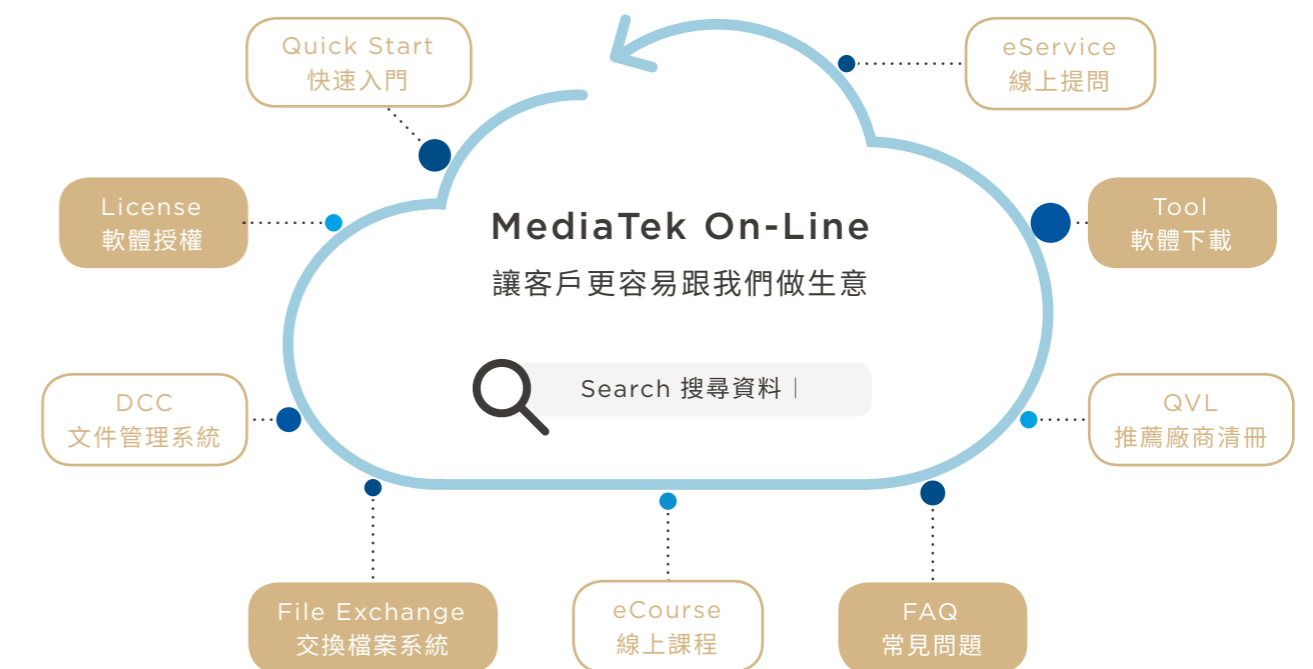 Quick Start
快速入門
eService
線上提問
License
軟體授權
Tool
軟體下載
MediaTek On-Line
讓客戶更容易跟我們做生意
Search 搜尋資料|
DCC
文件管理系統
QVL
推薦廠商清冊
File Exchange
交換檔案系統
eCourse
線上課程
FAQ
常見問題